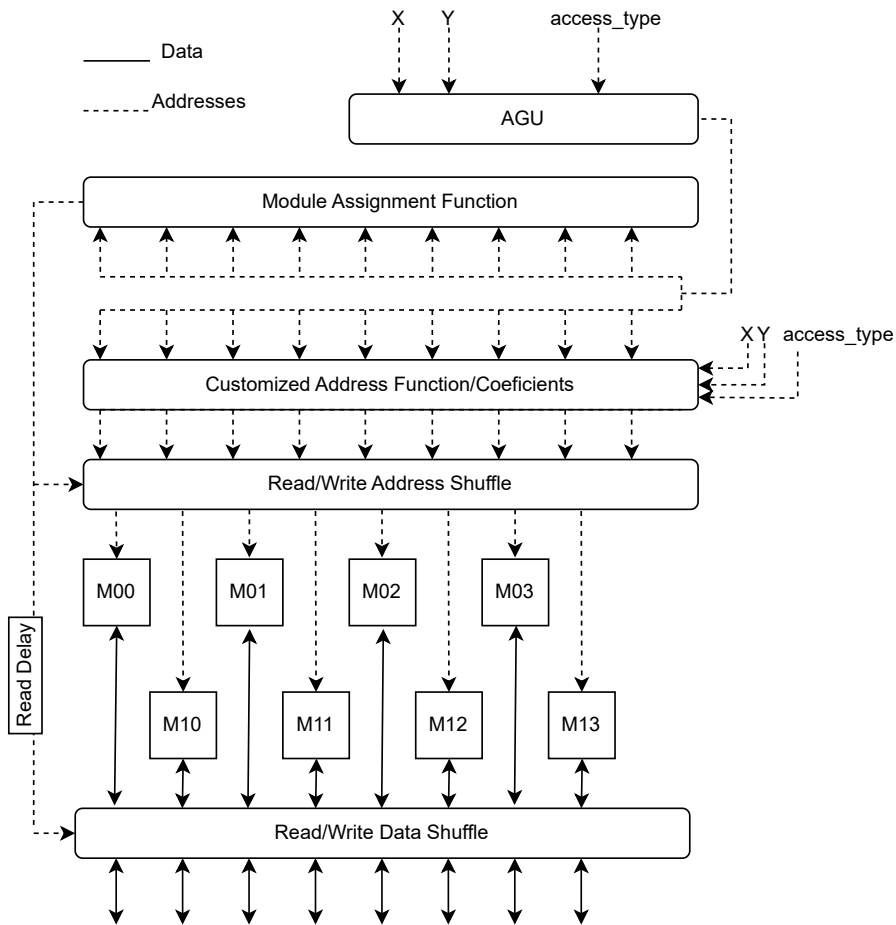 X Y access_type
Data
Addresses
AGU
Module Assignment Function
X Y access_type
Customized Address Function/Coeficients
Read/Write Address Shuffle
M00 M01 M02 M03
Read Delay
M10 M11 M12 M13
Read/Write Data Shuffle